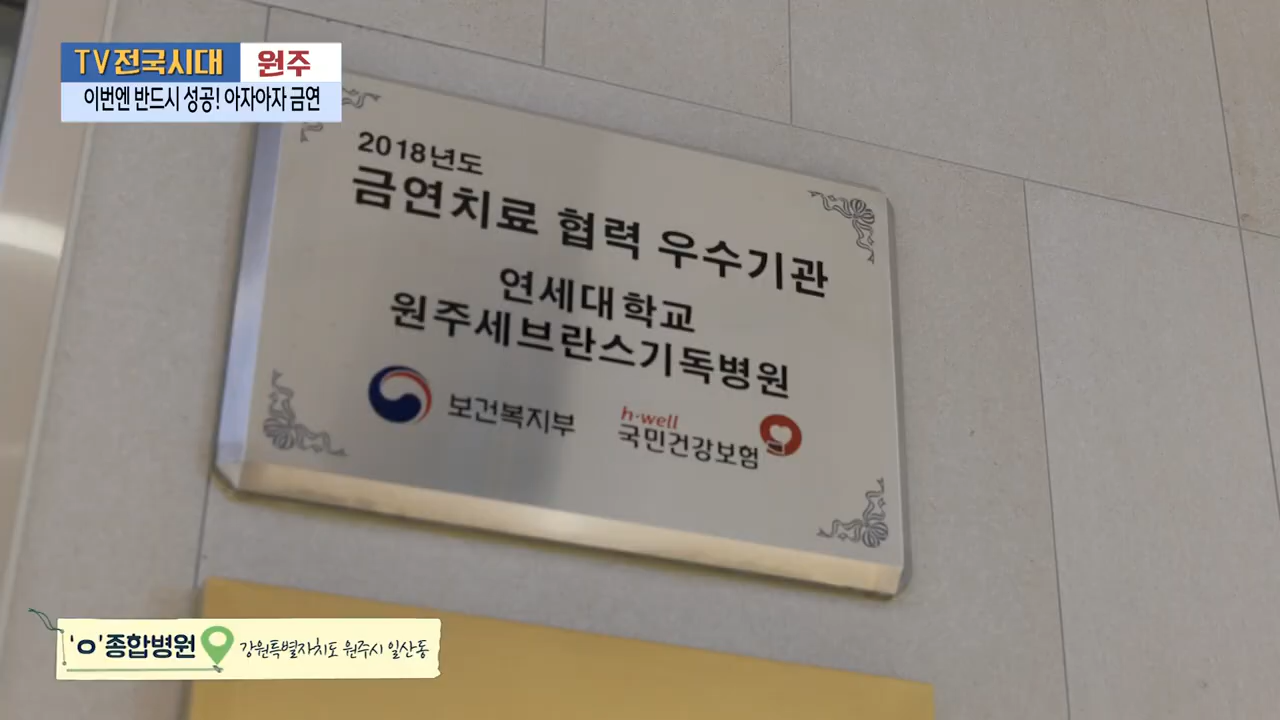 TV전국시대 원주
이번엔 반드시 성공! 아자아자 금연
2018년도
금연치료 협력 우수기관
연세대학교
원주세브란스기독병원
보건복지부
h·well
국민건강보험
'ㅇ'종합병원 강원특별자치도 원주시 일산동